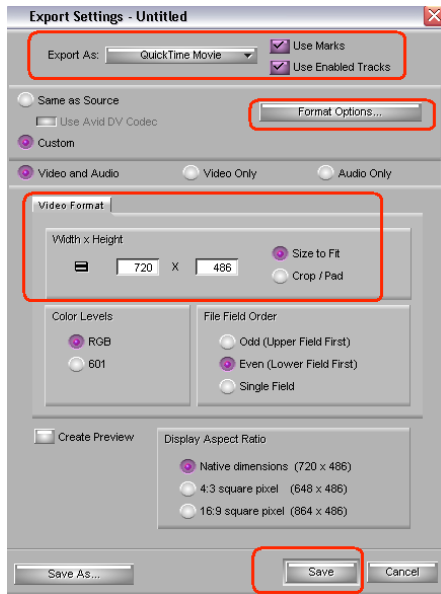 Export Settings - Untitled
Export As: QuickTime Movie
Use Marks
Use Enabled Tracks
Same as Source
Use Avid DV Codec
Custom
Format Options...
Video and Audio Video Only Audio Only
Video Format
Width x Height
720 X 486
Size to Fit
Crop / Pad
Color Levels
RGB
601
File Field Order
Odd (Upper Field First)
Even (Lower Field First)
Single Field
Create Preview
Display Aspect Ratio
Native dimensions (720 x 486)
4:3 square pixel (648 x 486)
16:9 square pixel (864 x 486)
Save As... Save Cancel